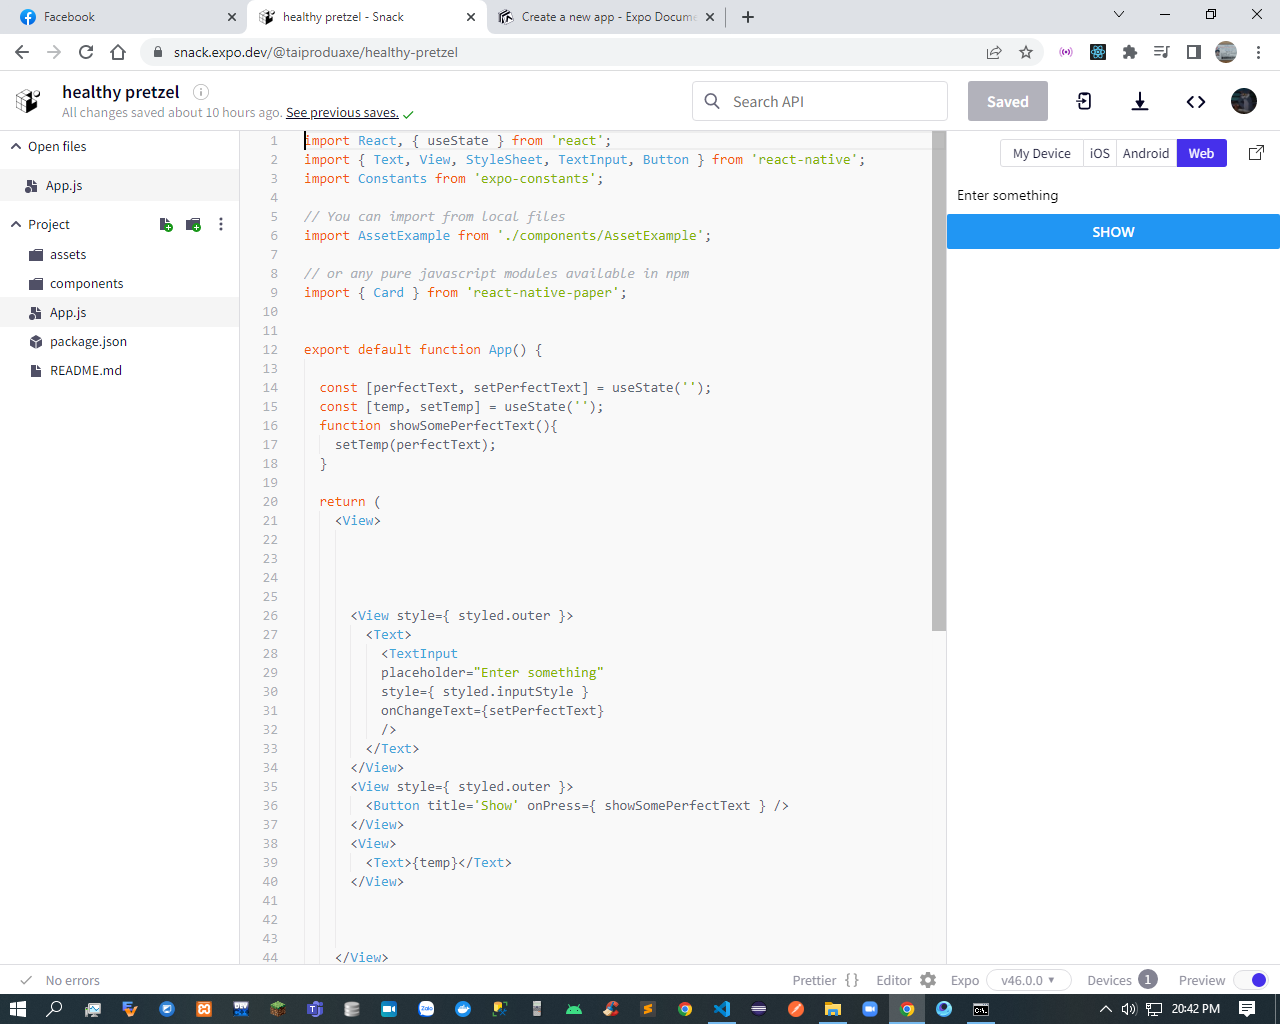 Facebook
healthy pretzel - Snack
Create a new app - Expo Docume
snack.expo.dev/@taiproduaxe/healthy-pretzel
healthy pretzel
All changes saved about 10 hours ago. See previous saves.
Search API
Saved
Open files
App.js
Project
assets
components
App.js
package.json
README.md
1 import React, { useState } from 'react';
2 import { Text, View, StyleSheet, TextInput, Button } from 'react-native';
3 import Constants from 'expo-constants';
4
5 // You can import from local files
6 import AssetExample from './components/AssetExample';
7
8 // or any pure javascript modules available in npm
9 import { Card } from 'react-native-paper';
10
11
12 export default function App() {
13
14 const [perfectText, setPerfectText] = useState('');
15 const [temp, setTemp] = useState('');
16 function showSomePerfectText(){
17 setTemp(perfectText);
18 }
19
20 return (
21 <View>
22
23
24
25
26 <View style={ styled.outer }>
27 <Text>
28 <TextInput
29 placeholder="Enter something"
30 style={ styled.inputStyle }
31 onChangeText={setPerfectText}
32 />
33 </Text>
34 </View>
35 <View style={ styled.outer }>
36 <Button title='Show' onPress={ showSomePerfectText } />
37 </View>
38 <View>
39 <Text>{temp}</Text>
40 </View>
41
42
43
44 </View>
My Device iOS Android Web
Enter something
SHOW
No errors
Prettier {} Editor Expo v46.0.0 Devices 1 Preview
20:42 PM